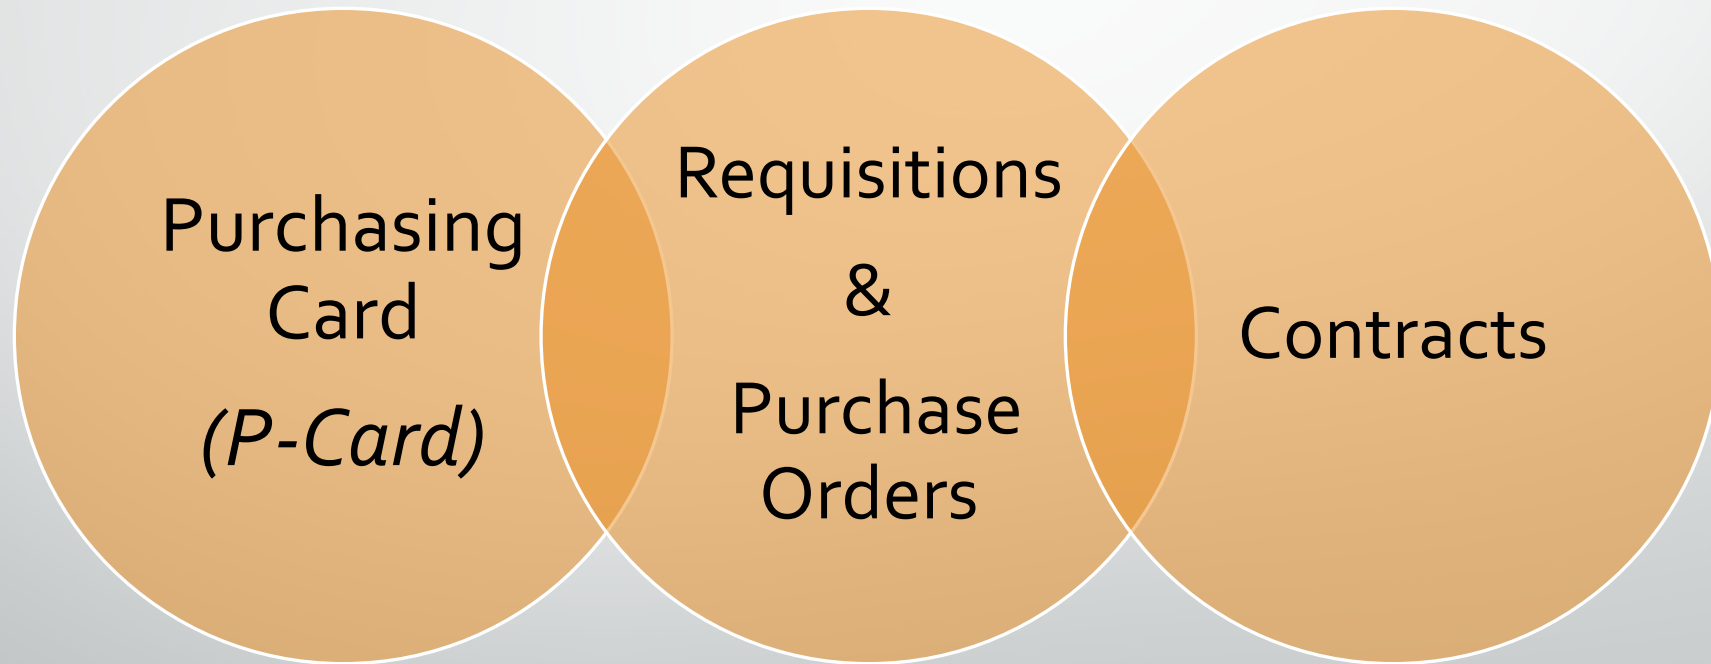 Purchasing
Card
(P-Card)
Requisitions
&
Purchase
Orders
Contracts